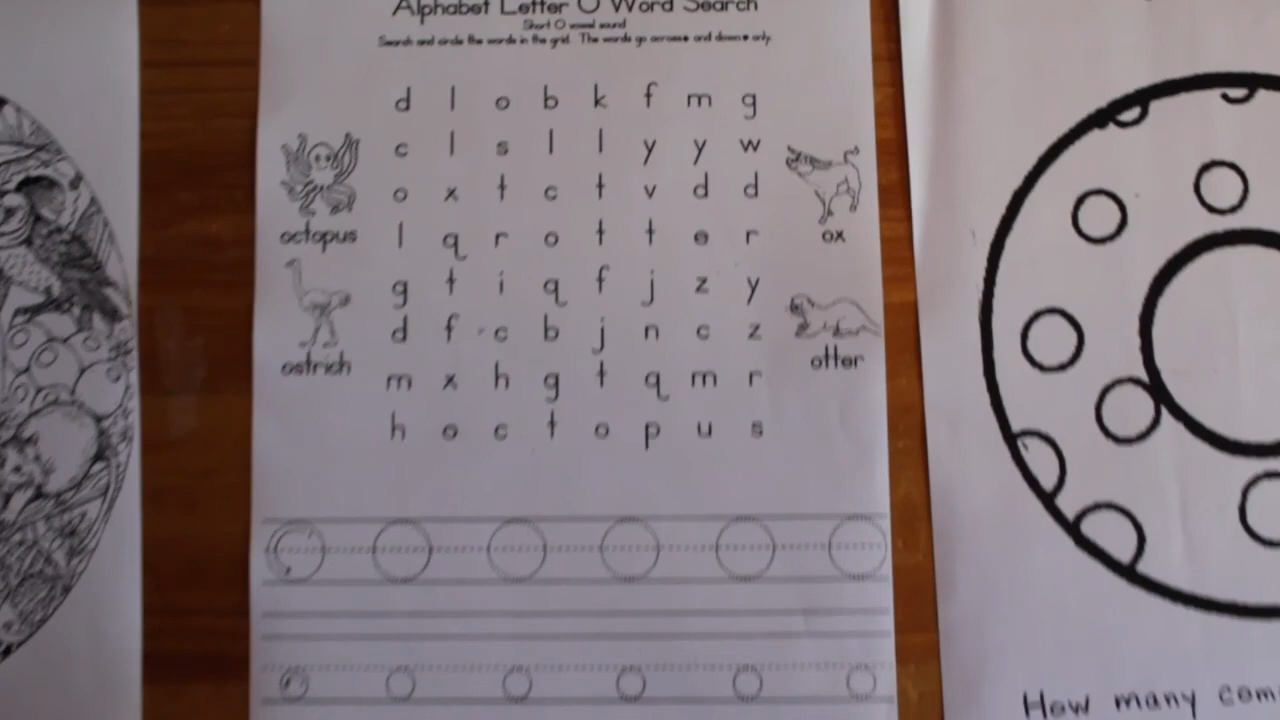 Alphabet Letter O Word Search
Short O vowel sound
Search and circle the words in the grid. The words go across and down only.
d l o b k f m g
c l s l l y y w
o x t c t v d d
l q r o t t e r
g t i q f j z y
d f c b j n c z
m x h g t q m r
h o c t o p u s
octopus
ostrich
ox
otter
O O O O O O
o o o o o o
How many